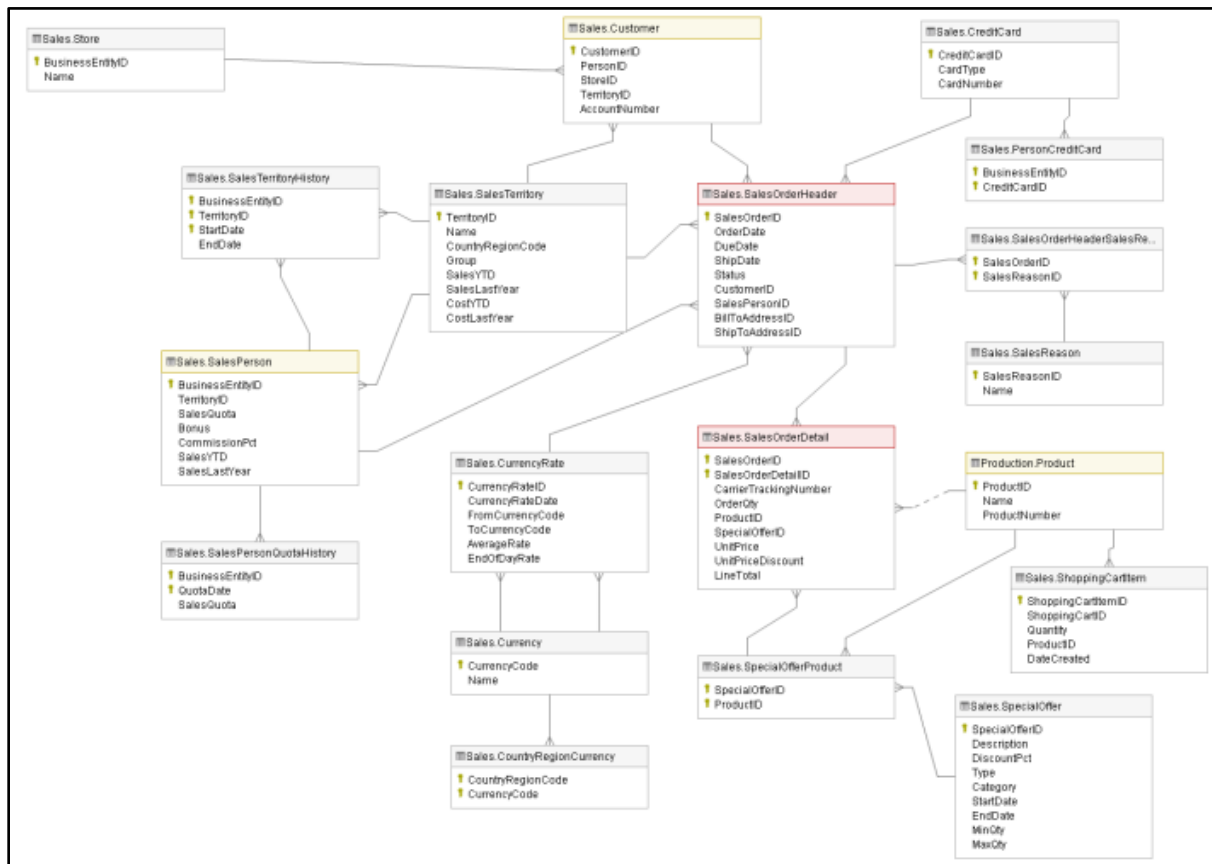 Sales.Store
BusinessEntityID
Name
Sales.Customer
CustomerID
PersonID
StoreID
TerritoryID
AccountNumber
Sales.CreditCard
CreditCardID
CardType
CardNumber
Sales.PersonCreditCard
BusinessEntityID
CreditCardID
Sales.SalesTerritoryHistory
BusinessEntityID
TerritoryID
StartDate
EndDate
Sales.SalesTerritory
TerritoryID
Name
CountryRegionCode
Group
SalesYTD
SalesLastYear
CostYTD
CostLastYear
Sales.SalesOrderHeader
SalesOrderID
OrderDate
DueDate
ShipDate
Status
CustomerID
SalesPersonID
BillToAddressID
ShipToAddressID
Sales.SalesOrderHeaderSalesRe...
SalesOrderID
SalesReasonID
Sales.SalesReason
SalesReasonID
Name
Sales.SalesPerson
BusinessEntityID
TerritoryID
SalesQuota
Bonus
CommissionPct
SalesYTD
SalesLastYear
Sales.SalesOrderDetail
SalesOrderID
SalesOrderDetailID
CarrierTrackingNumber
OrderQty
ProductID
SpecialOfferID
UnitPrice
UnitPriceDiscount
LineTotal
Sales.CurrencyRate
CurrencyRateID
CurrencyRateDate
FromCurrencyCode
ToCurrencyCode
AverageRate
EndOfDayRate
Production.Product
ProductID
Name
ProductNumber
Sales.SalesPersonQuotaHistory
BusinessEntityID
QuotaDate
SalesQuota
Sales.ShoppingCartItem
ShoppingCartItemID
ShoppingCartID
Quantity
ProductID
DateCreated
Sales.Currency
CurrencyCode
Name
Sales.SpecialOfferProduct
SpecialOfferID
ProductID
Sales.SpecialOffer
SpecialOfferID
Description
DiscountPct
Type
Category
StartDate
EndDate
MinQty
MaxQty
Sales.CountryRegionCurrency
CountryRegionCode
CurrencyCode